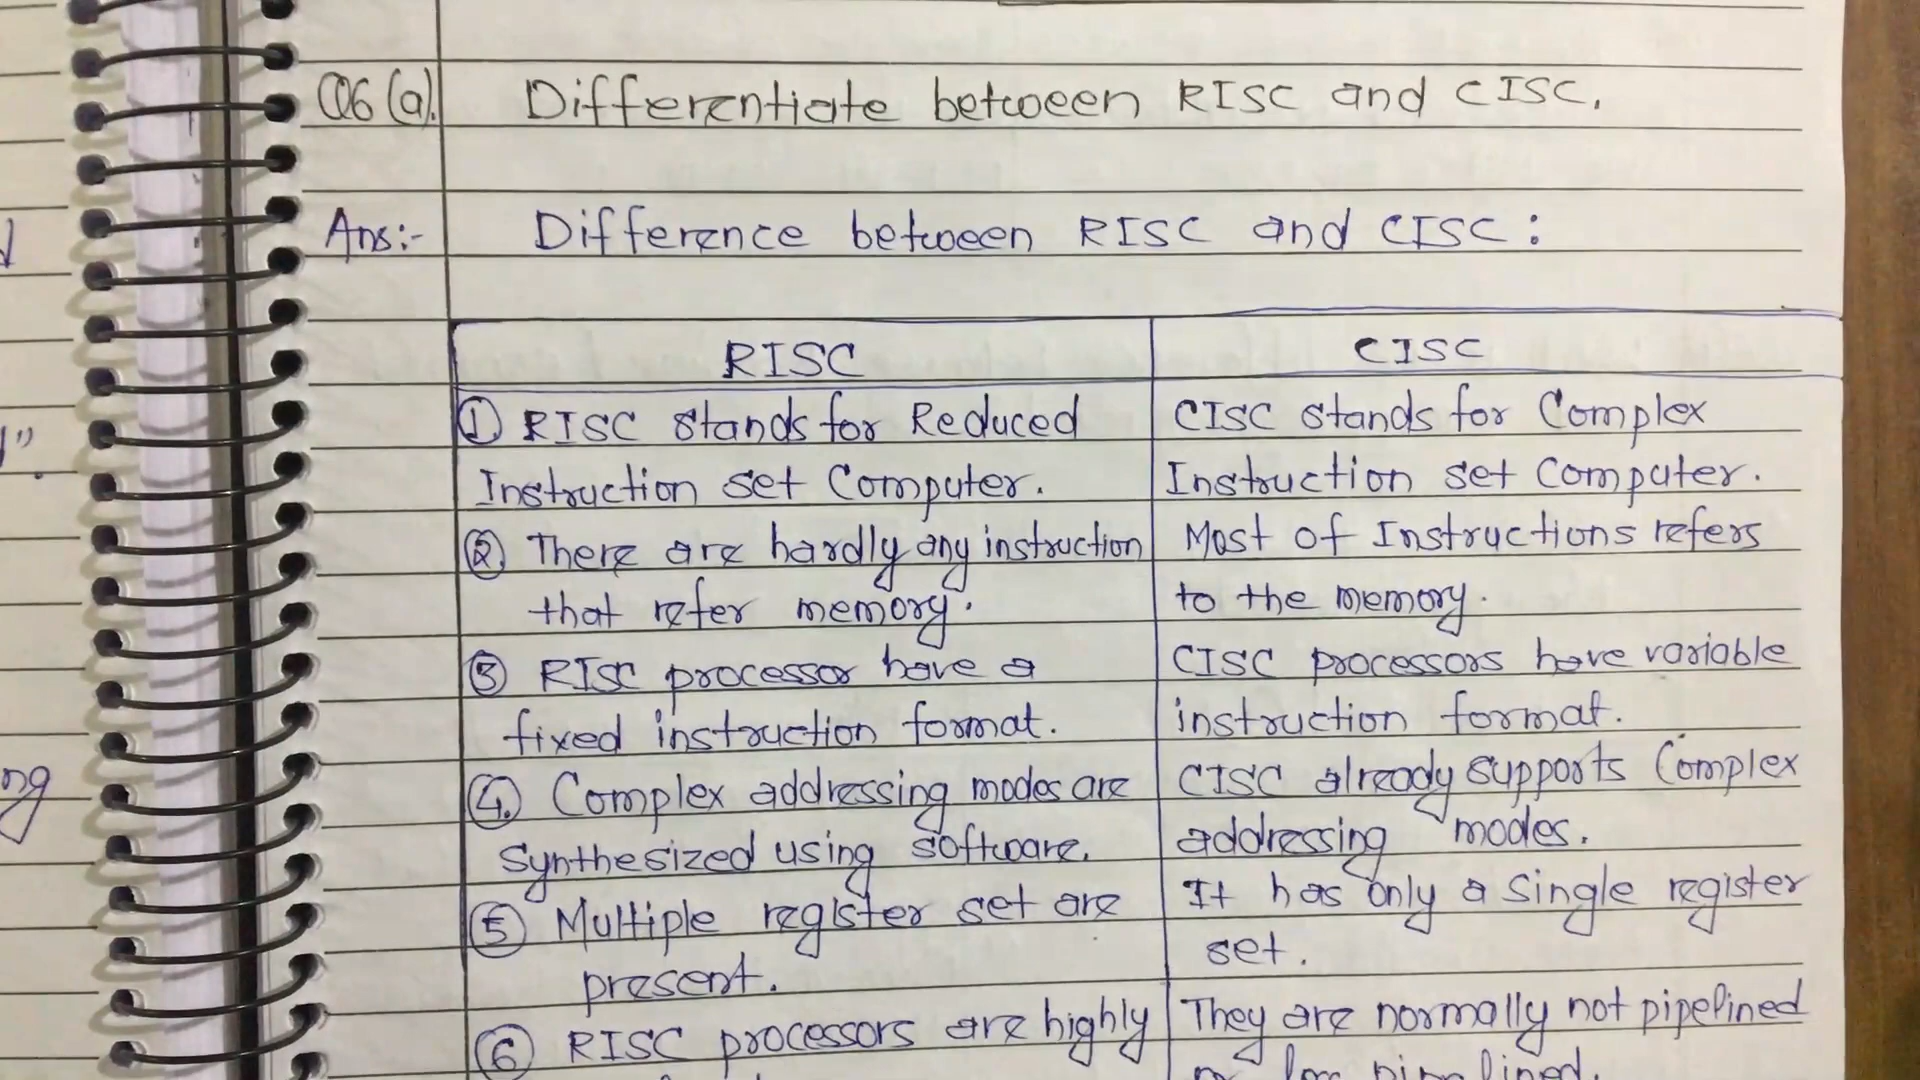 Q6(a). Differentiate between RISC and CISC.
Ans:- Difference between RISC and CISC :
RISC
① RISC stands for Reduced
Instruction set Computer.
② There are hardly any instruction
that refer memory.
③ RISC processor have a
fixed instruction format.
④ Complex addressing modes are
synthesized using software.
⑤ Multiple register set are
present.
⑥ RISC processors are highly
CISC
CISC stands for Complex
Instruction set Computer.
Most of Instructions refers
to the memory.
CISC processors have variable
instruction format.
CISC already supports Complex
addressing modes.
It has only a single register
set.
They are normally not pipelined
pipelined.
ng